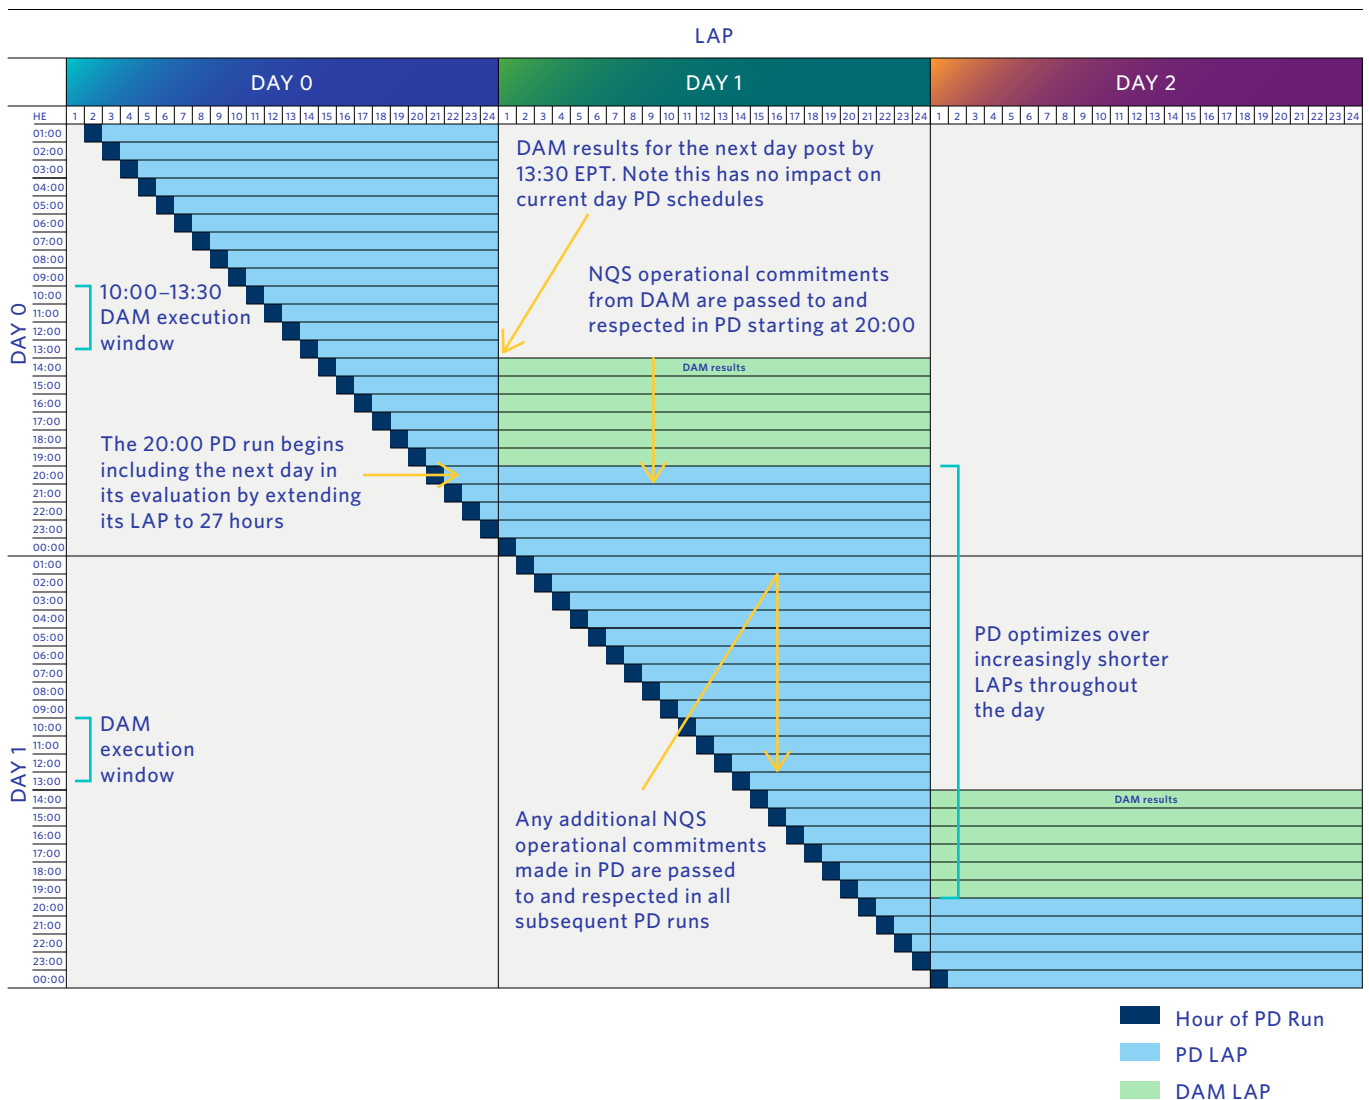 LAP
DAY 0 DAY 1 DAY 2
HE 1 2 3 4 5 6 7 8 9 10 11 12 13 14 15 16 17 18 19 20 21 22 23 24 1 2 3 4 5 6 7 8 9 10 11 12 13 14 15 16 17 18 19 20 21 22 23 24 1 2 3 4 5 6 7 8 9 10 11 12 13 14 15 16 17 18 19 20 21 22 23 24
DAY 0
01:00
02:00
03:00
04:00
05:00
06:00
07:00
08:00
09:00
10:00
11:00
12:00
13:00
14:00
15:00
16:00
17:00
18:00
19:00
20:00
21:00
22:00
23:00
00:00
DAM results for the next day post by
13:30 EPT. Note this has no impact on
current day PD schedules
NQS operational commitments
from DAM are passed to and
respected in PD starting at 20:00
10:00–13:30
DAM execution
window
DAM results
The 20:00 PD run begins
including the next day in
its evaluation by extending
its LAP to 27 hours
DAY 1
01:00
02:00
03:00
04:00
05:00
06:00
07:00
08:00
09:00
10:00
11:00
12:00
13:00
14:00
15:00
16:00
17:00
18:00
19:00
20:00
21:00
22:00
23:00
00:00
PD optimizes over
increasingly shorter
LAPs throughout
the day
DAM
execution
window
DAM results
Any additional NQS
operational commitments
made in PD are passed
to and respected in all
subsequent PD runs
Hour of PD Run
PD LAP
DAM LAP